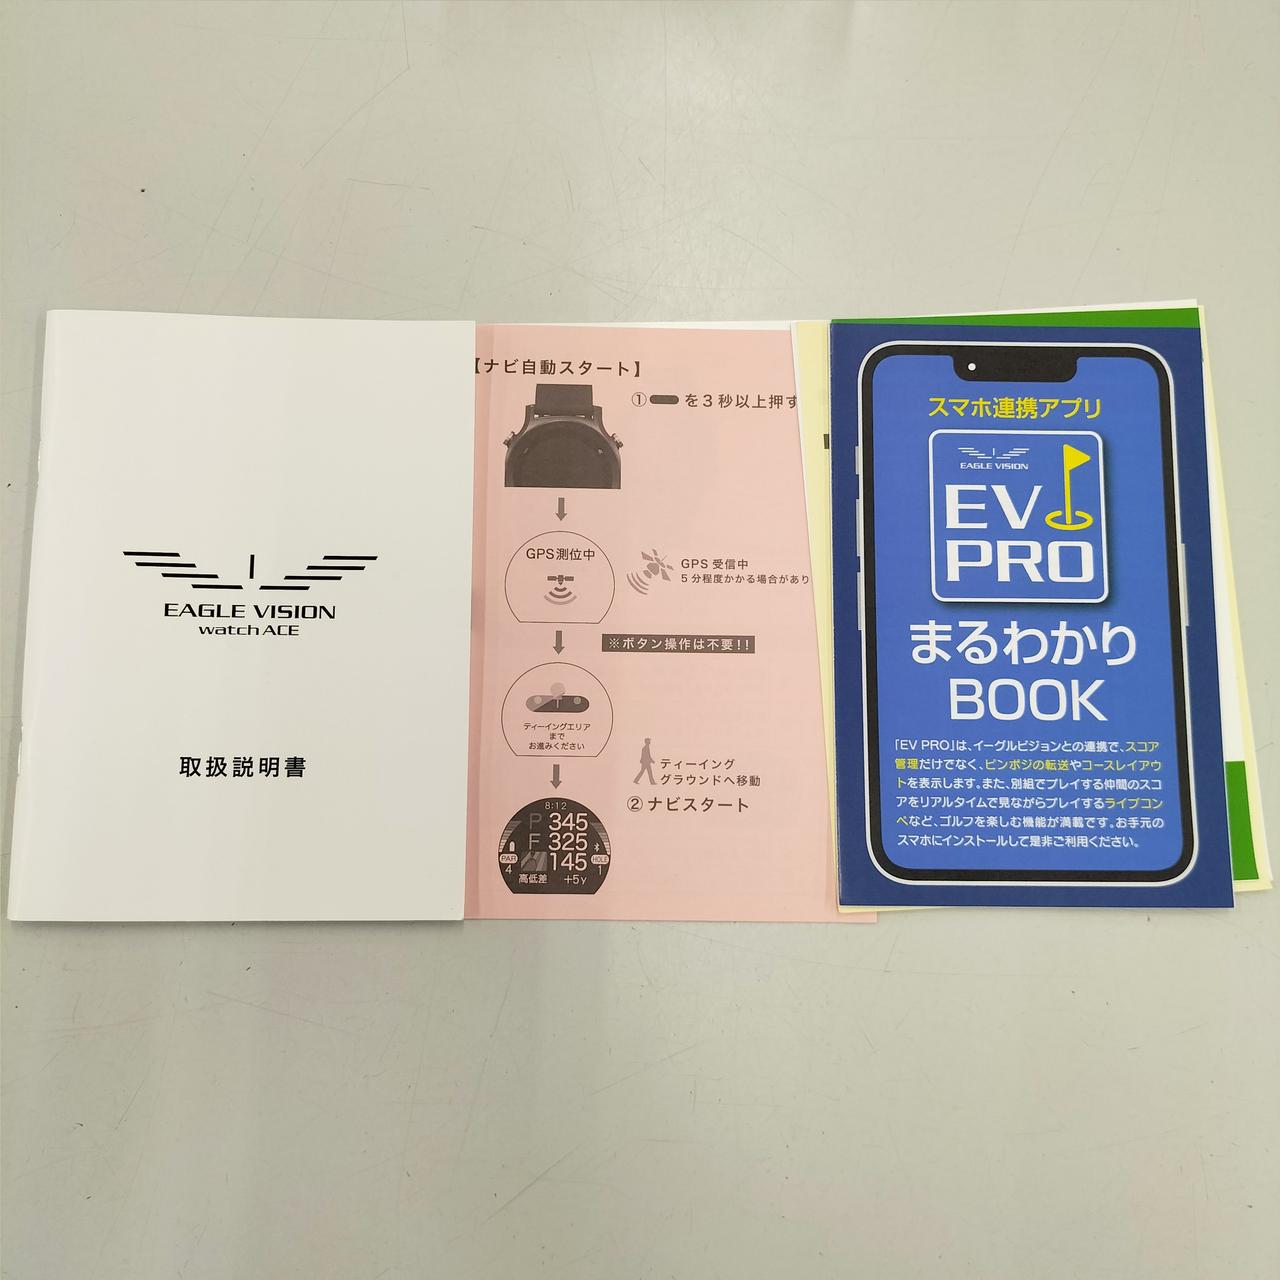 EAGLE VISION
watch ACE
取扱説明書
【ナビ自動スタート】
① を3秒以上押す
GPS測位中
GPS 受信中
5分程度かかる場合があり
※ボタン操作は不要!!
ティーイングエリア
まで
お進みください
ティーイング
グラウンドへ移動
② ナビスタート
8:12
P 345
F 325
145
PAR
4
HOLE
1
高低差 +5y
スマホ連携アプリ
EAGLE VISION
EV
PRO
まるわかり
BOOK
「EV PRO」は、イーグルビジョンとの連携で、スコア
管理だけでなく、ピンポジの転送やコースレイアウ
トを表示します。また、別組でプレイする仲間のスコ
アをリアルタイムで見ながらプレイするライブコン
ペなど、ゴルフを楽しむ機能が満載です。お手元の
スマホにインストールして是非ご利用ください。